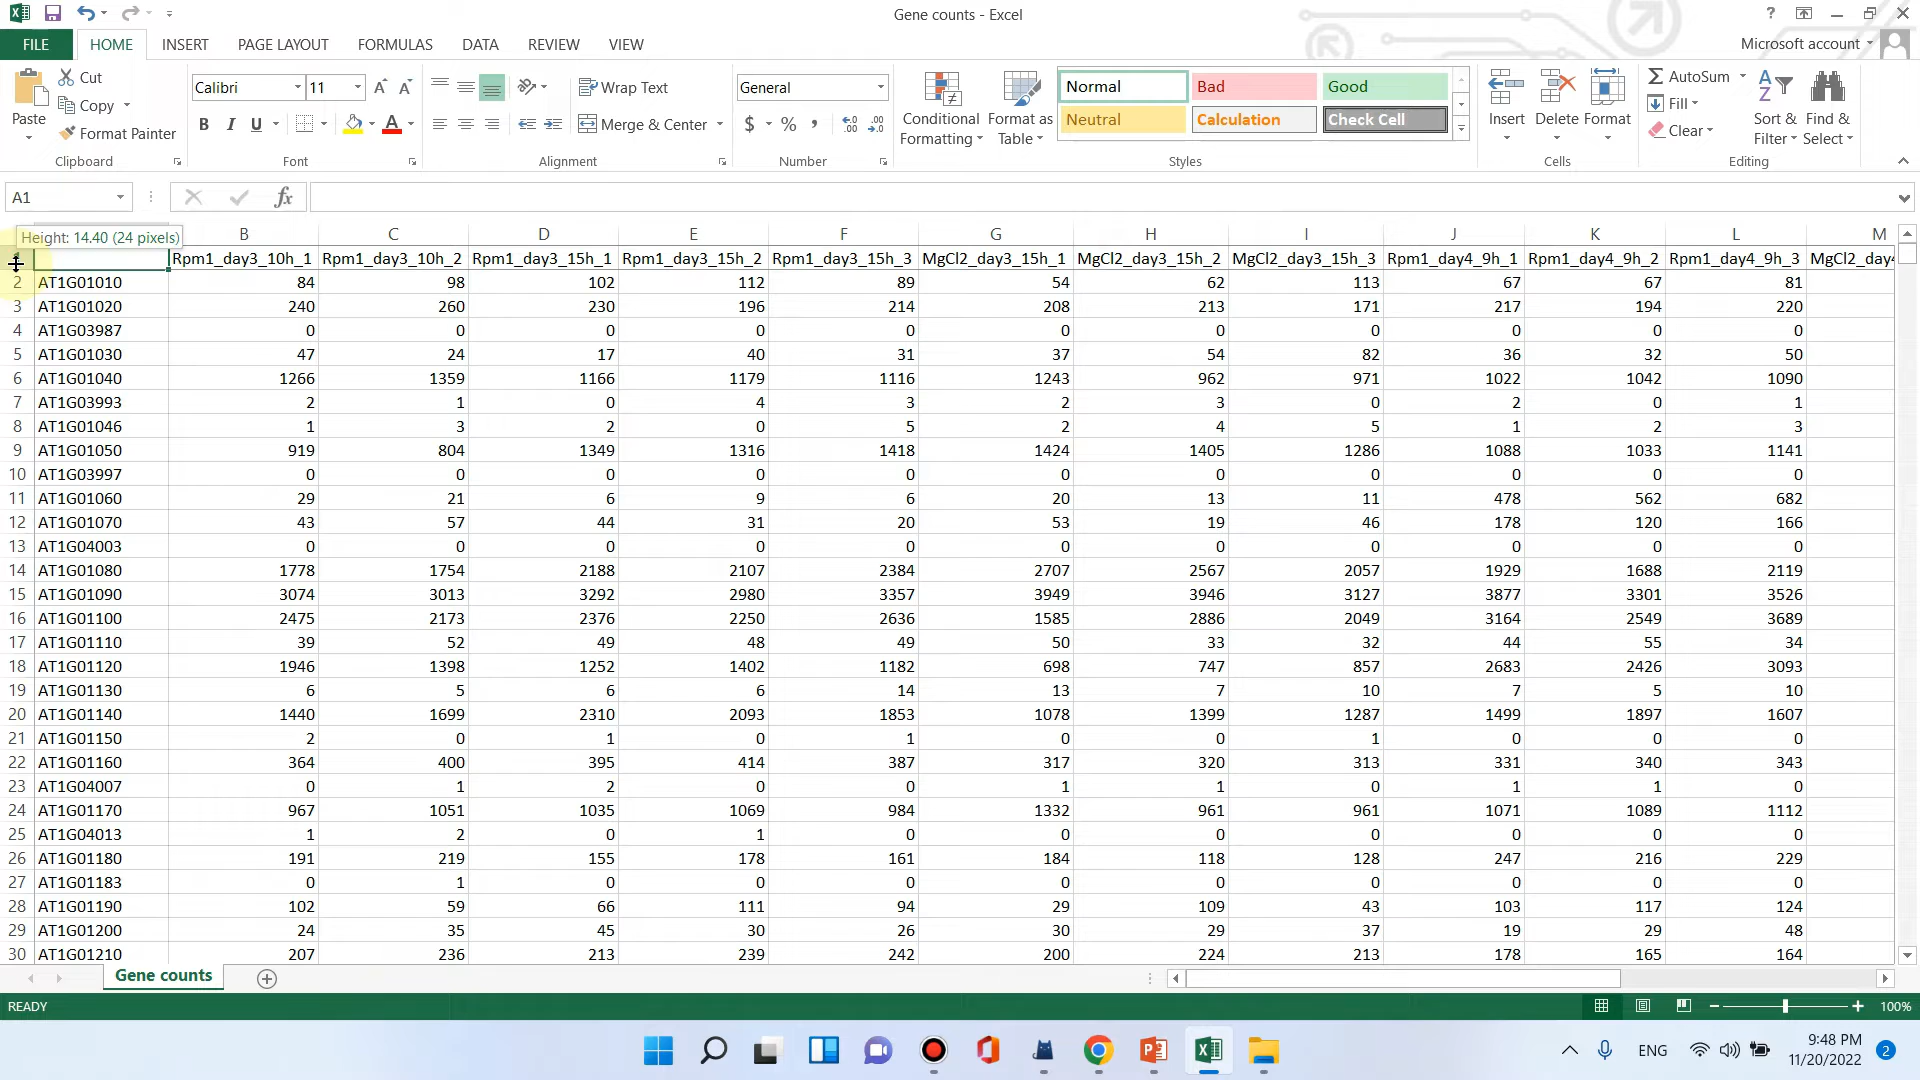 Gene counts - Excel
?
FILE HOME INSERT PAGE LAYOUT FORMULAS DATA REVIEW VIEW
Microsoft account
Paste
Cut
Copy
Format Painter
Clipboard
Calibri 11
B I U
Font
Wrap Text
Merge & Center
Alignment
General
$ % ,
Number
Conditional Formatting
Format as Table
Normal Bad Good
Neutral Calculation Check Cell
Styles
Insert Delete Format
Cells
AutoSum
Fill
Clear
Sort & Filter
Find & Select
Editing
A1
fx
Height: 14.40 (24 pixels)
B C D E F G H I J K L M
Rpm1_day3_10h_1 Rpm1_day3_10h_2 Rpm1_day3_15h_1 Rpm1_day3_15h_2 Rpm1_day3_15h_3 MgCl2_day3_15h_1 MgCl2_day3_15h_2 MgCl2_day3_15h_3 Rpm1_day4_9h_1 Rpm1_day4_9h_2 Rpm1_day4_9h_3 MgCl2_day4
2 AT1G01010 84 98 102 112 89 54 62 113 67 67 81
3 AT1G01020 240 260 230 196 214 208 213 171 217 194 220
4 AT1G03987 0 0 0 0 0 0 0 0 0 0 0
5 AT1G01030 47 24 17 40 31 37 54 82 36 32 50
6 AT1G01040 1266 1359 1166 1179 1116 1243 962 971 1022 1042 1090
7 AT1G03993 2 1 0 4 3 2 3 0 2 0 1
8 AT1G01046 1 3 2 0 5 2 4 5 1 2 3
9 AT1G01050 919 804 1349 1316 1418 1424 1405 1286 1088 1033 1141
10 AT1G03997 0 0 0 0 0 0 0 0 0 0 0
11 AT1G01060 29 21 6 9 6 20 13 11 478 562 682
12 AT1G01070 43 57 44 31 20 53 19 46 178 120 166
13 AT1G04003 0 0 0 0 0 0 0 0 0 0 0
14 AT1G01080 1778 1754 2188 2107 2384 2707 2567 2057 1929 1688 2119
15 AT1G01090 3074 3013 3292 2980 3357 3949 3946 3127 3877 3301 3526
16 AT1G01100 2475 2173 2376 2250 2636 1585 2886 2049 3164 2549 3689
17 AT1G01110 39 52 49 48 49 50 33 32 44 55 34
18 AT1G01120 1946 1398 1252 1402 1182 698 747 857 2683 2426 3093
19 AT1G01130 6 5 6 6 14 13 7 10 7 5 10
20 AT1G01140 1440 1699 2310 2093 1853 1078 1399 1287 1499 1897 1607
21 AT1G01150 2 0 1 0 1 0 0 1 0 0 0
22 AT1G01160 364 400 395 414 387 317 320 313 331 340 343
23 AT1G04007 0 1 2 0 0 1 1 0 1 1 0
24 AT1G01170 967 1051 1035 1069 984 1332 961 961 1071 1089 1112
25 AT1G04013 1 2 0 1 0 0 0 0 0 0 0
26 AT1G01180 191 219 155 178 161 184 118 128 247 216 229
27 AT1G01183 0 1 0 0 0 0 0 0 0 0 0
28 AT1G01190 102 59 66 111 94 29 109 43 103 117 124
29 AT1G01200 24 35 45 30 26 30 29 37 19 29 48
30 AT1G01210 207 236 213 239 242 200 224 213 178 165 164
Gene counts
READY
100%
ENG
9:48 PM
11/20/2022
2